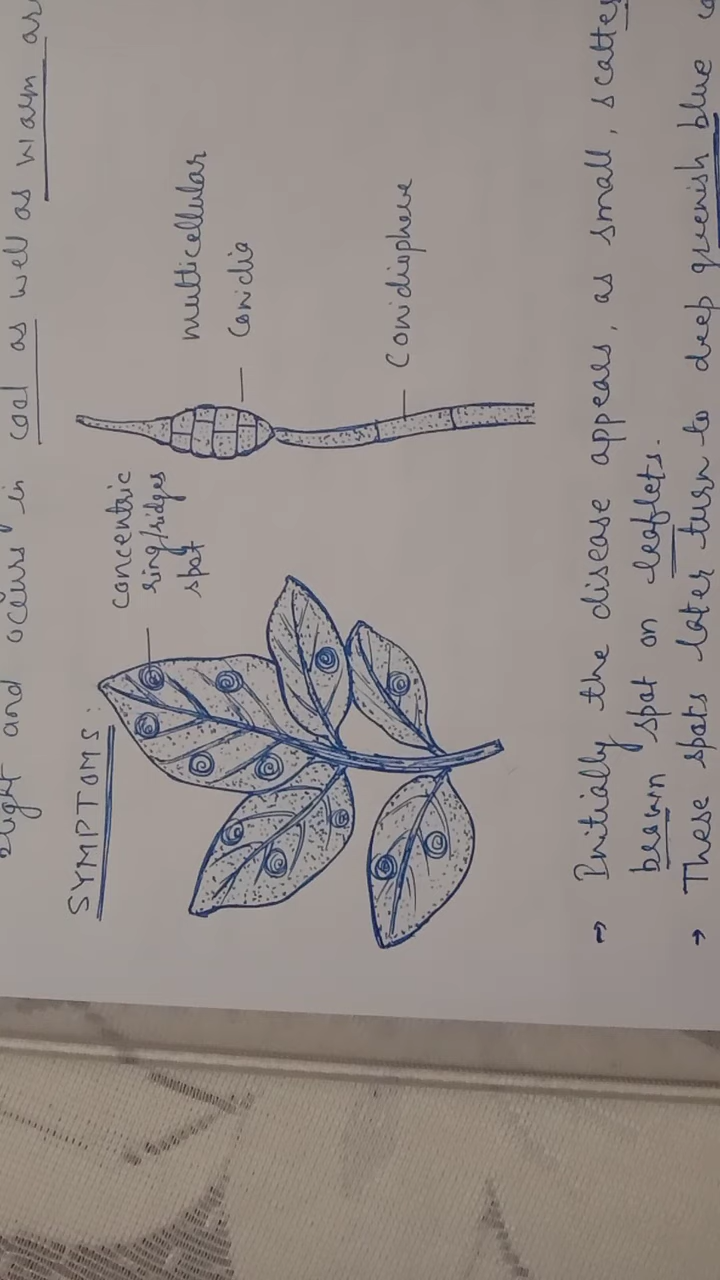 blight and occurs in cool as well as warm
SYMPTOMS:
concentric
ring/ridges
spot
multicellular
conidia
Conidiophore
→ Initially the disease appears, as small,
brown spot on leaflets.
→ These spots later turn to deep greenish blue